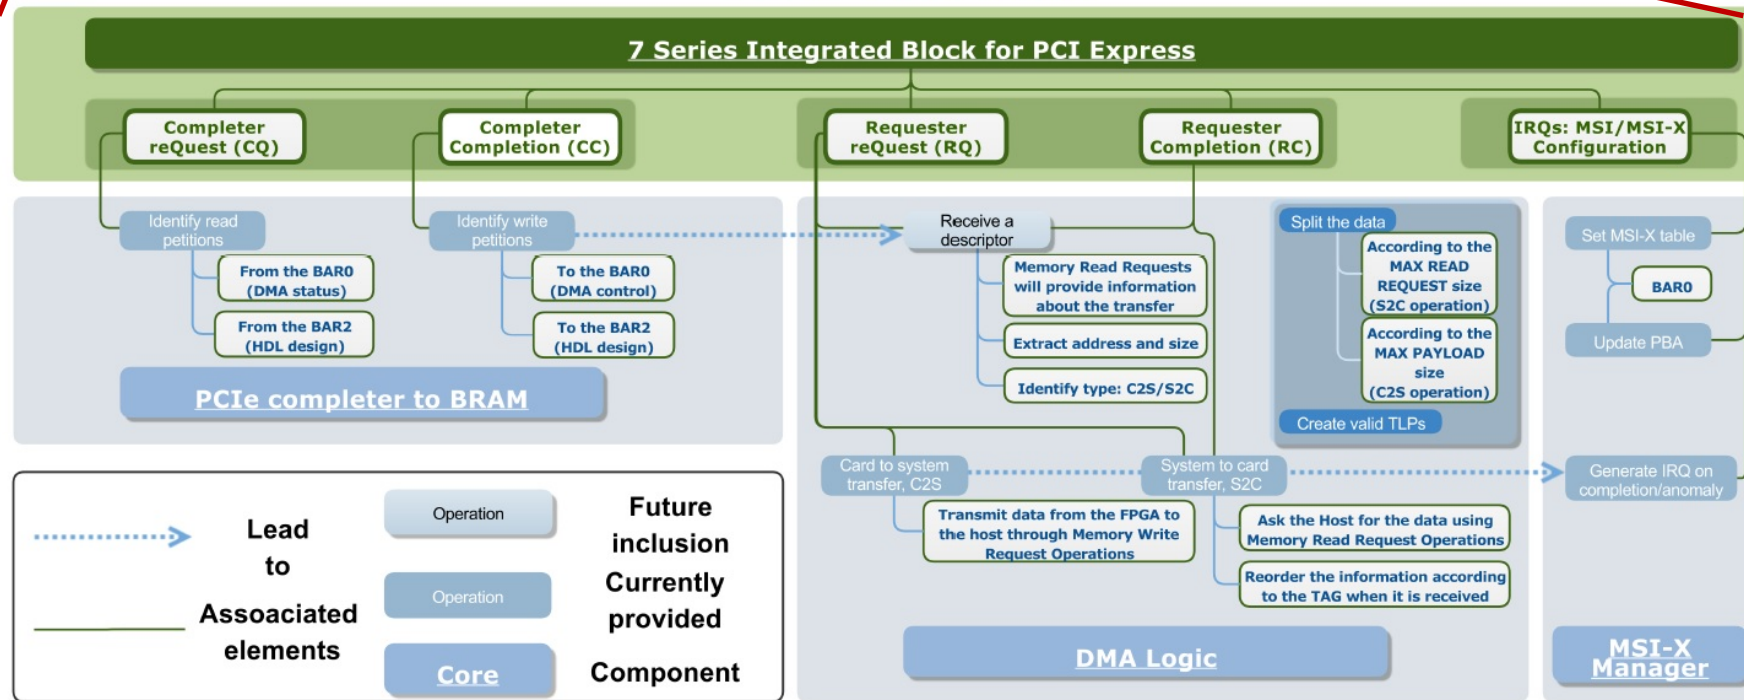 7 Series Integrated Block for PCI Express
Completer
reQuest (CQ)
Completer
Completion (CC)
Requester
reQuest (RQ)
Requester
Completion (RC)
IRQs: MSI/MSI-X
Configuration
Identify read
petitions
From the BAR0
(DMA status)
From the BAR2
(HDL design)
Identify write
petitions
To the BAR0
(DMA control)
To the BAR2
(HDL design)
PCIe completer to BRAM
Receive a
descriptor
Memory Read Requests
will provide information
about the transfer
Extract address and size
Identify type: C2S/S2C
Split the data
According to the
MAX READ
REQUEST size
(S2C operation)
According to the
MAX PAYLOAD
size
(C2S operation)
Create valid TLPs
Card to system
transfer, C2S
Transmit data from the FPGA to
the host through Memory Write
Request Operations
System to card
transfer, S2C
Ask the Host for the data using
Memory Read Request Operations
Reorder the information according
to the TAG when it is received
DMA Logic
Set MSI-X table
BAR0
Update PBA
Generate IRQ on
completion/anomaly
MSI-X
Manager
Lead
to
Assoaciated
elements
Operation
Future
inclusion
Operation
Currently
provided
Core
Component